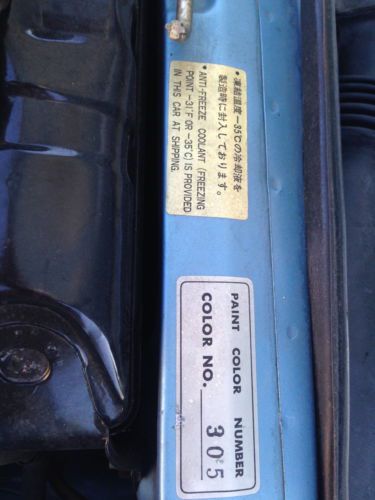 • 凍結温度－35℃の冷却液を
製造時に封入しております。
• ANTI-FREEZE COOLANT (FREEZING
POINT −31°F OR −35°C) IS PROVIDED
IN THIS CAR AT SHIPPING.
PAINT COLOR NUMBER
COLOR NO. 305